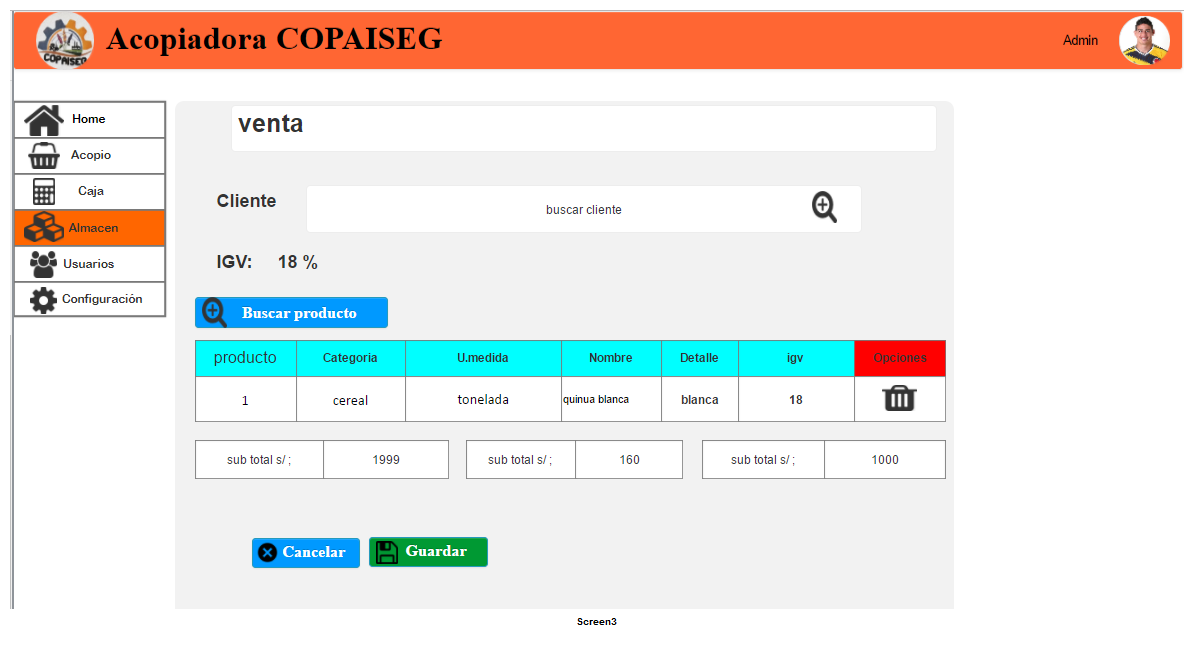 COPAISEG
Acopiadora COPAISEG
Admin
Home
Acopio
Caja
Almacen
Usuarios
Configuración
venta
Cliente
buscar cliente
IGV: 18 %
Buscar producto
producto Categoria U.medida Nombre Detalle igv Opciones
1 cereal tonelada quinua blanca blanca 18
sub total s/ ; 1999 sub total s/ ; 160 sub total s/ ; 1000
Cancelar Guardar
Screen3